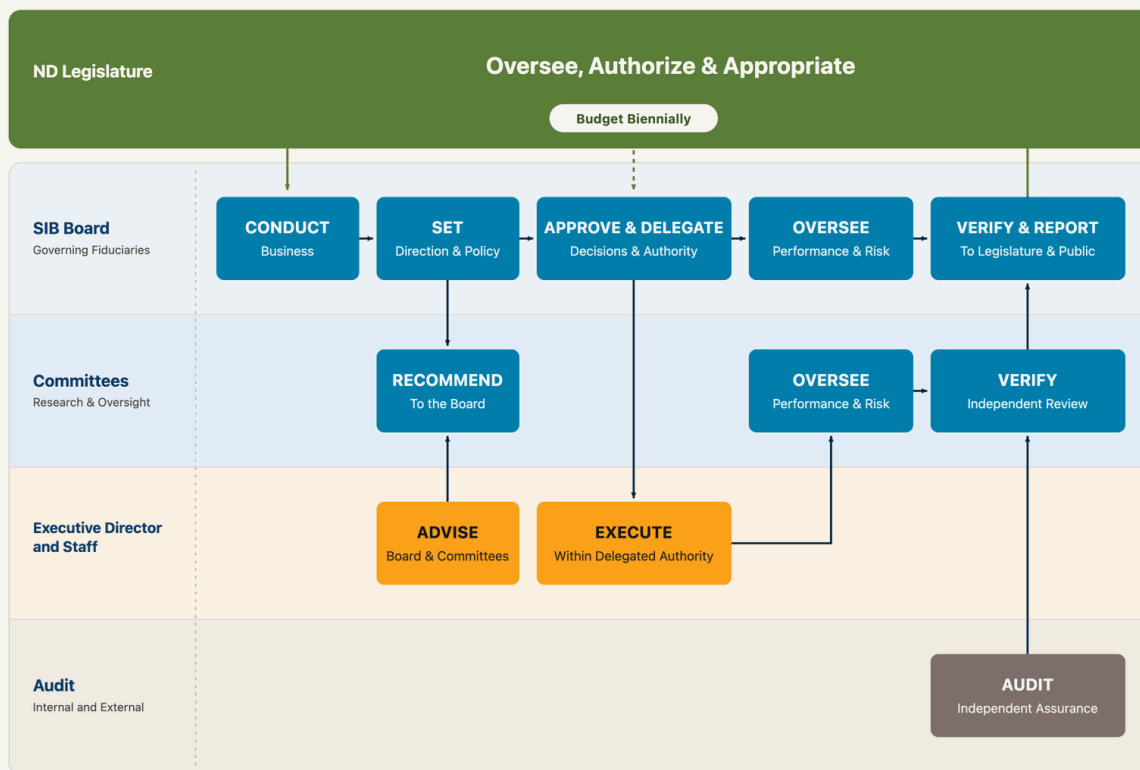 ND Legislature
Oversee, Authorize & Appropriate
Budget Biennially
SIB Board
Governing Fiduciaries
CONDUCT
Business
SET
Direction & Policy
APPROVE & DELEGATE
Decisions & Authority
OVERSEE
Performance & Risk
VERIFY & REPORT
To Legislature & Public
Committees
Research & Oversight
RECOMMEND
To the Board
OVERSEE
Performance & Risk
VERIFY
Independent Review
Executive Director
and Staff
ADVISE
Board & Committees
EXECUTE
Within Delegated Authority
Audit
Internal and External
AUDIT
Independent Assurance